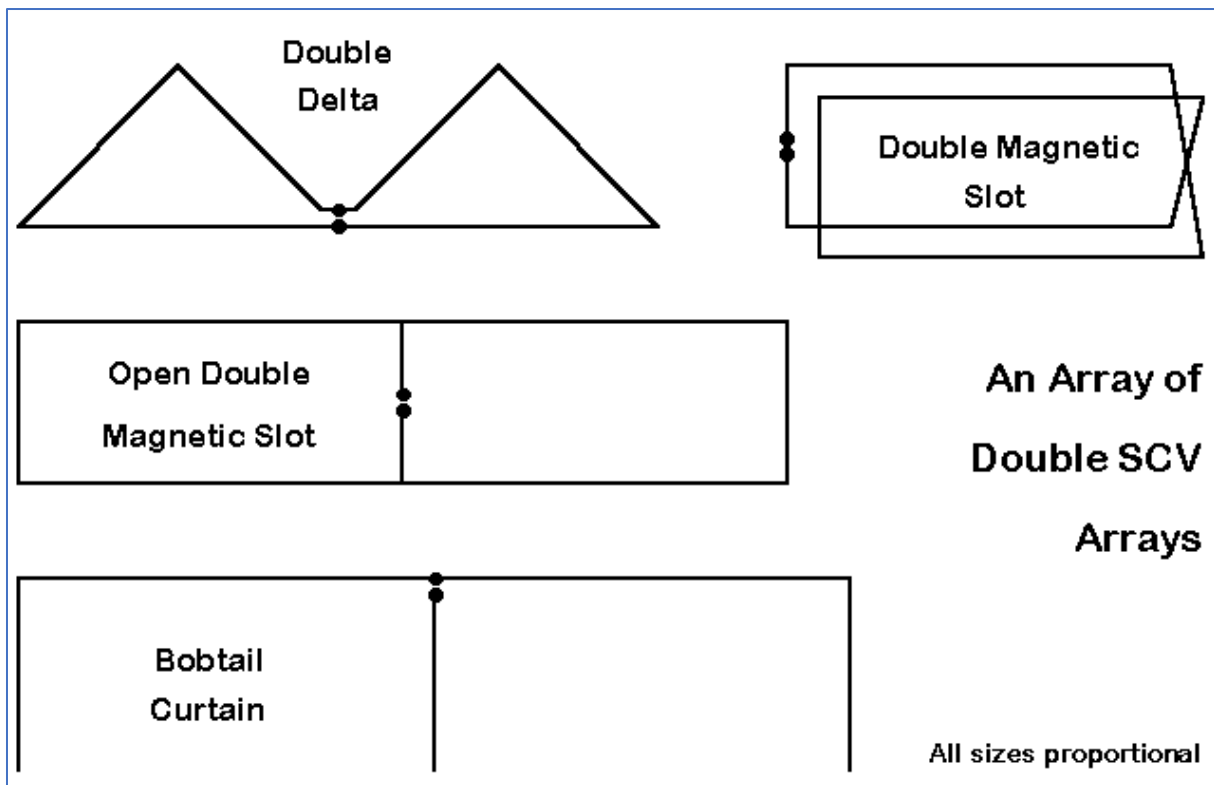 Double
Delta
Double Magnetic
Slot
Open Double
Magnetic Slot
An Array of
Double SCV
Arrays
Bobtail
Curtain
All sizes proportional